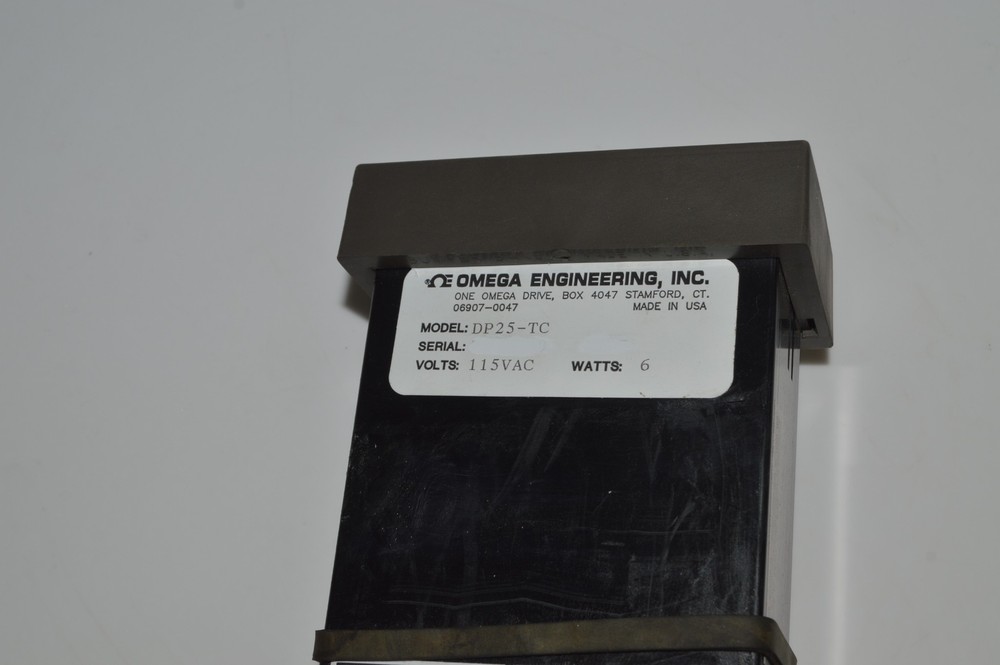 ΩE OMEGA ENGINEERING, INC.
ONE OMEGA DRIVE, BOX 4047 STAMFORD, CT.
06907-0047 MADE IN USA
MODEL: DP25-TC
SERIAL:
VOLTS: 115VAC WATTS: 6